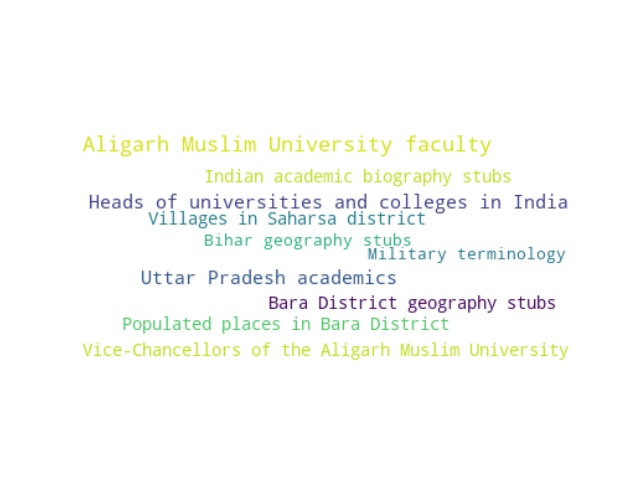 Aligarh Muslim University faculty
Indian academic biography stubs
Heads of universities and colleges in India
Villages in Saharsa district
Bihar geography stubs
Military terminology
Uttar Pradesh academics
Bara District geography stubs
Populated places in Bara District
Vice-Chancellors of the Aligarh Muslim University